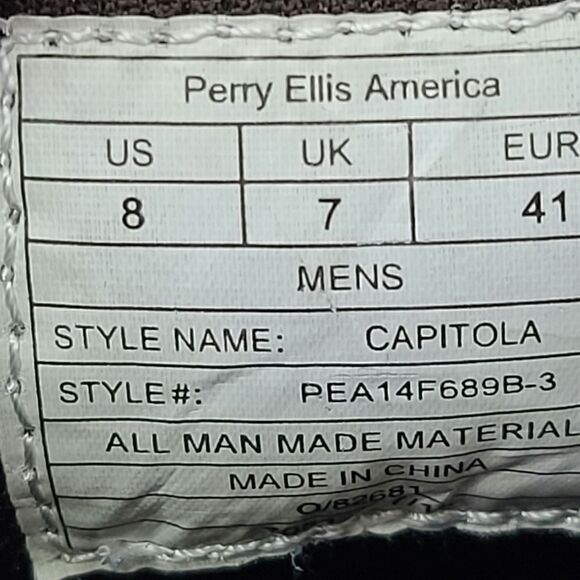 Perry Ellis America
US UK EUR
8 7 41
MENS
STYLE NAME: CAPITOLA
STYLE#: PEA14F689B-3
ALL MAN MADE MATERIAL
MADE IN CHINA
O/82681